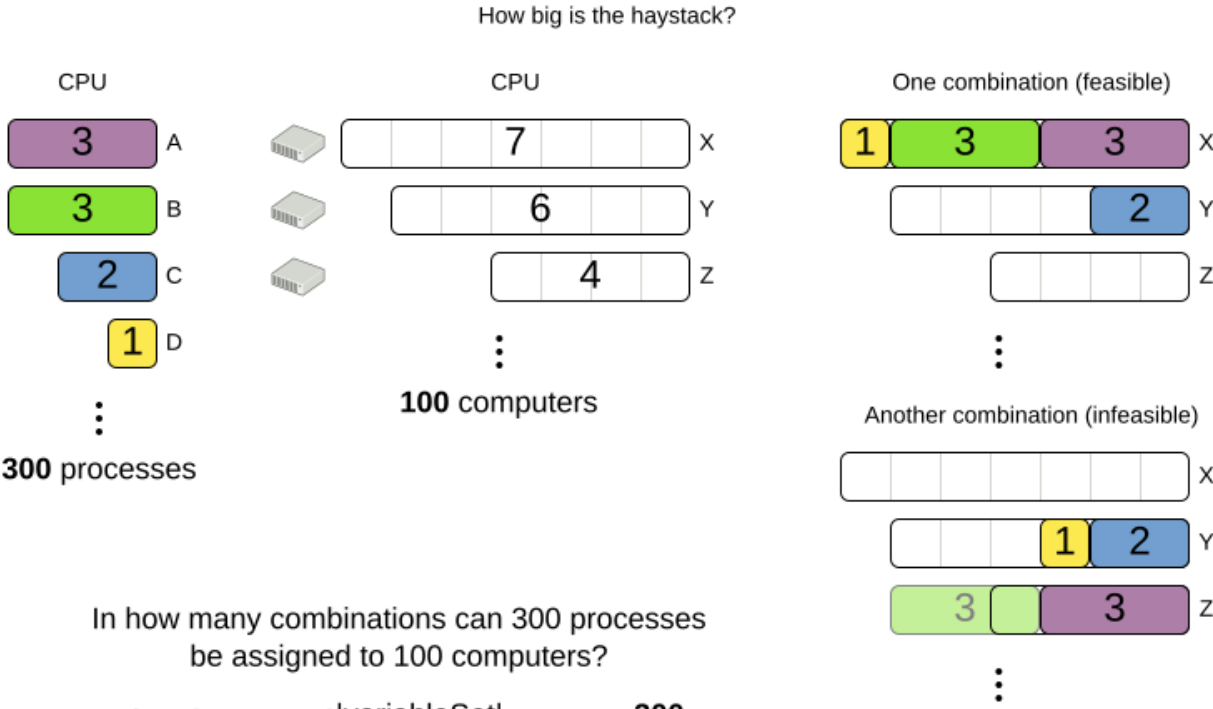 How big is the haystack?
CPU
3 A
3 B
2 C
1 D
300 processes
CPU
7 X
6 Y
4 Z
100 computers
One combination (feasible)
1 3 3 X
2 Y
Z
Another combination (infeasible)
X
1 2 Y
3 3 Z
In how many combinations can 300 processes
be assigned to 100 computers?